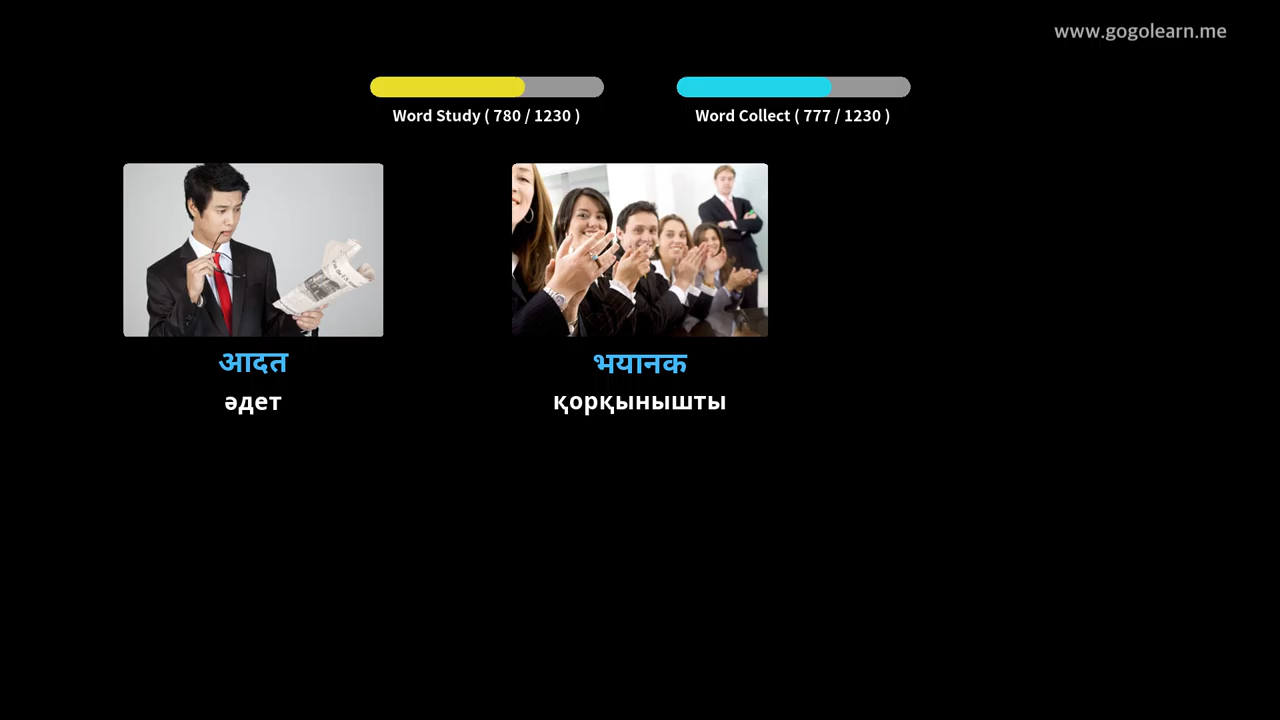 www.gogolearn.me
Word Study ( 780 / 1230 )
Word Collect ( 777 / 1230 )
आदत
әдет
भयानक
қорқынышты